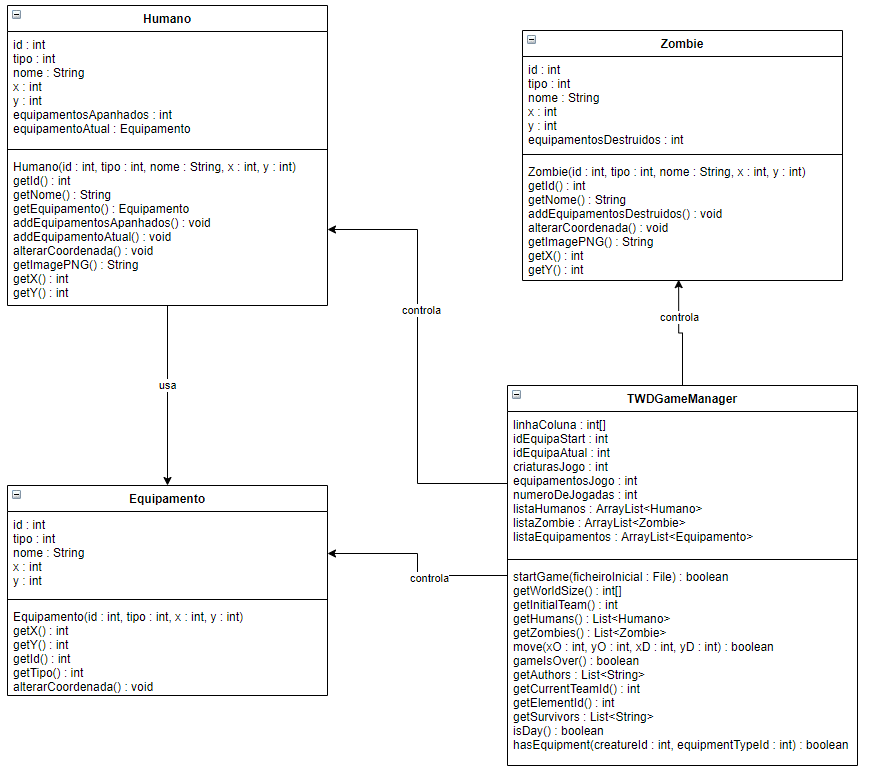 Humano
id : int
tipo : int
nome : String
x : int
y : int
equipamentosApanhados : int
equipamentoAtual : Equipamento
Humano(id : int, tipo : int, nome : String, x : int, y : int)
getId() : int
getNome() : String
getEquipamento() : Equipamento
addEquipamentosApanhados() : void
addEquipamentoAtual() : void
alterarCoordenada() : void
getImagePNG() : String
getX() : int
getY() : int
Zombie
id : int
tipo : int
nome : String
x : int
y : int
equipamentosDestruidos : int
Zombie(id : int, tipo : int, nome : String, x : int, y : int)
getId() : int
getNome() : String
addEquipamentosDestruidos() : void
alterarCoordenada() : void
getImagePNG() : String
getX() : int
getY() : int
controla
controla
usa
Equipamento
id : int
tipo : int
nome : String
x : int
y : int
Equipamento(id : int, tipo : int, x : int, y : int)
getX() : int
getY() : int
getId() : int
getTipo() : int
alterarCoordenada() : void
controla
TWDGameManager
linhaColuna : int[]
idEquipaStart : int
idEquipaAtual : int
criaturasJogo : int
equipamentosJogo : int
numeroDeJogadas : int
listaHumanos : ArrayList<Humano>
listaZombie : ArrayList<Zombie>
listaEquipamentos : ArrayList<Equipamento>
startGame(ficheiroInicial : File) : boolean
getWorldSize() : int[]
getInitialTeam() : int
getHumans() : List<Humano>
getZombies() : List<Zombie>
move(xO : int, yO : int, xD : int, yD : int) : boolean
gameIsOver() : boolean
getAuthors : List<String>
getCurrentTeamId() : int
getElementId() : int
getSurvivors : List<String>
isDay() : boolean
hasEquipment(creatureId : int, equipmentTypeId : int) : boolean